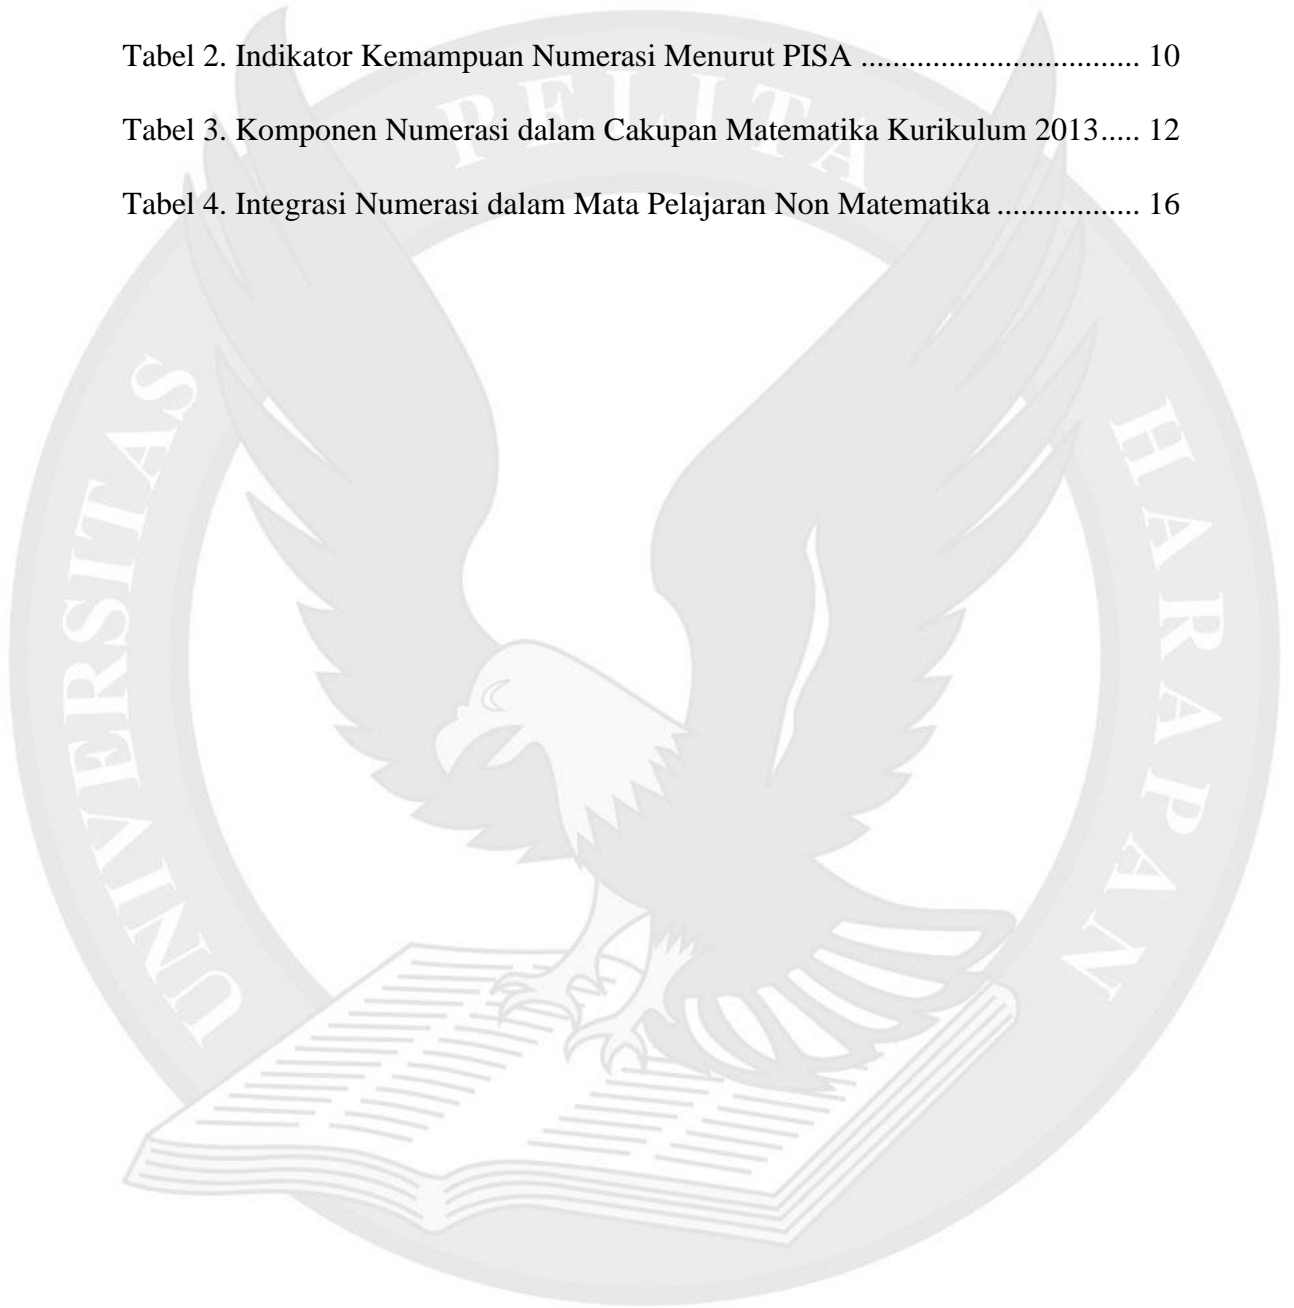 Tabel 2. Indikator Kemampuan Numerasi Menurut PISA ................................... 10
Tabel 3. Komponen Numerasi dalam Cakupan Matematika Kurikulum 2013..... 12
Tabel 4. Integrasi Numerasi dalam Mata Pelajaran Non Matematika .................. 16
UNIVERSITAS PELITA HARAPAN